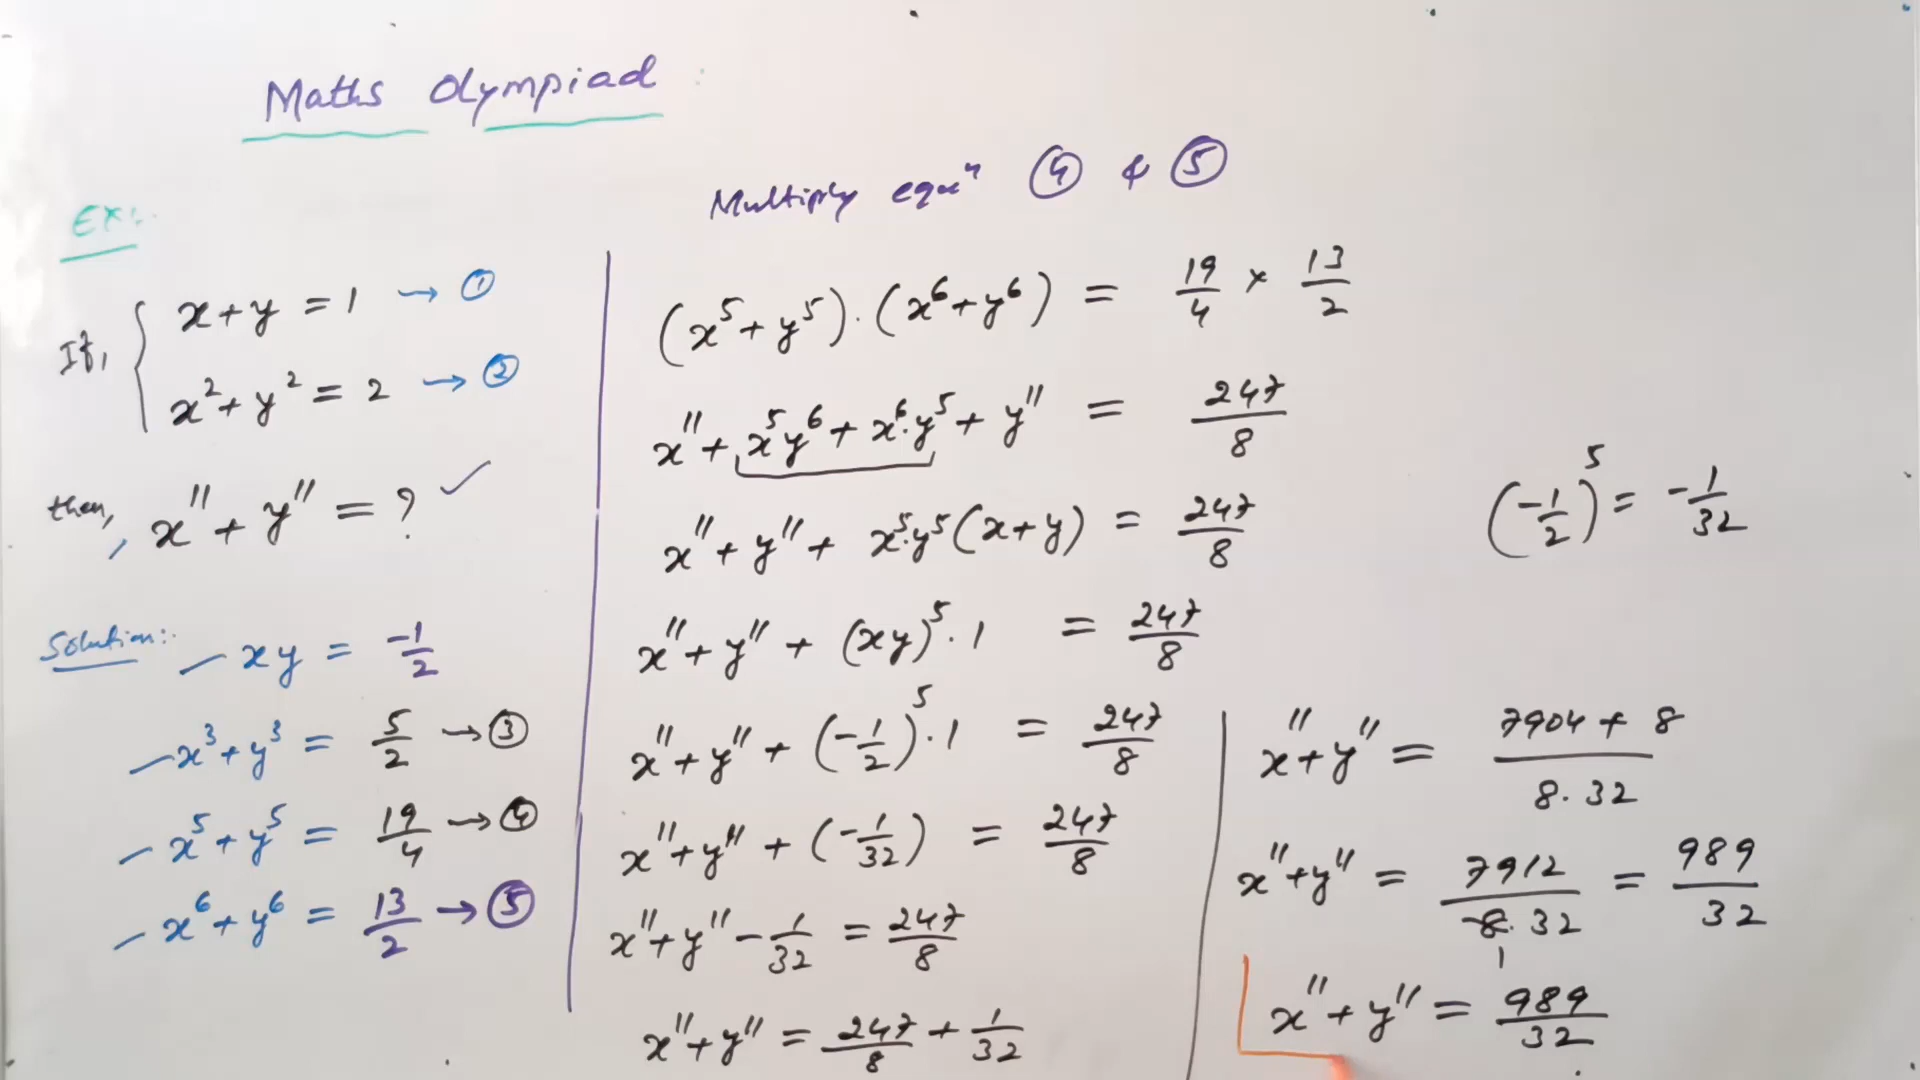 Maths Olympiad
Ex:.
If, { x+y = 1 → ①
x²+y² = 2 → ②
then, x¹¹ + y¹¹ = ? ✓
Solution:. xy = -1/2
x³+y³ = 5/2 → ③
x⁵+y⁵ = 19/4 → ④
x⁶+y⁶ = 13/2 → ⑤
Multiply equⁿ ④ & ⑤
(x⁵+y⁵).(x⁶+y⁶) = 19/4 × 13/2
x¹¹+x⁵y⁶+x⁶.y⁵+y¹¹ = 247/8
x¹¹+y¹¹+ x⁵.y⁵(x+y) = 247/8
x¹¹+y¹¹ + (xy)⁵.1 = 247/8
x¹¹+y¹¹+(-1/2)⁵.1 = 247/8
x¹¹+y¹¹ + (-1/32) = 247/8
x¹¹+y¹¹-1/32 = 247/8
x¹¹+y¹¹ = 247/8 + 1/32
(-1/2)⁵ = -1/32
x¹¹+y¹¹ = 7904+8/8.32
x¹¹+y¹¹ = 7912/8.32 = 989/32
1
x¹¹+y¹¹ = 989/32